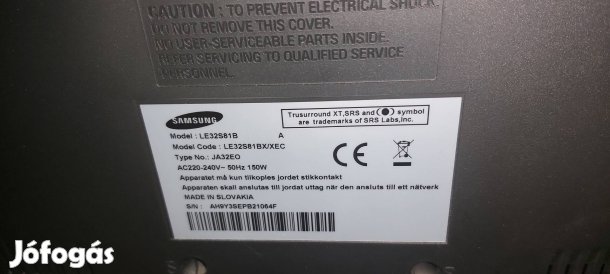 CAUTION : TO PREVENT ELECTRICAL SHOCK,
DO NOT REMOVE THIS COVER.
NO USER-SERVICEABLE PARTS INSIDE.
REFER SERVICING TO QUALIFIED SERVICE
PERSONNEL.
SAMSUNG
Trusurround XT,SRS and (●) symbol
are trademarks of SRS Labs,Inc.
Model : LE32S81B A
Model Code : LE32S81BX/XEC
Type No.: JA32EO
AC220-240V~ 50Hz 150W
CE
Apparatet må kun tilkoples jordet stikkontakt
Apparaten skall anslutas till jordat uttag när den ansluts till ett nätverk
MADE IN SLOVAKIA
S/N : AH9Y3SEPB21064F
Jófogás